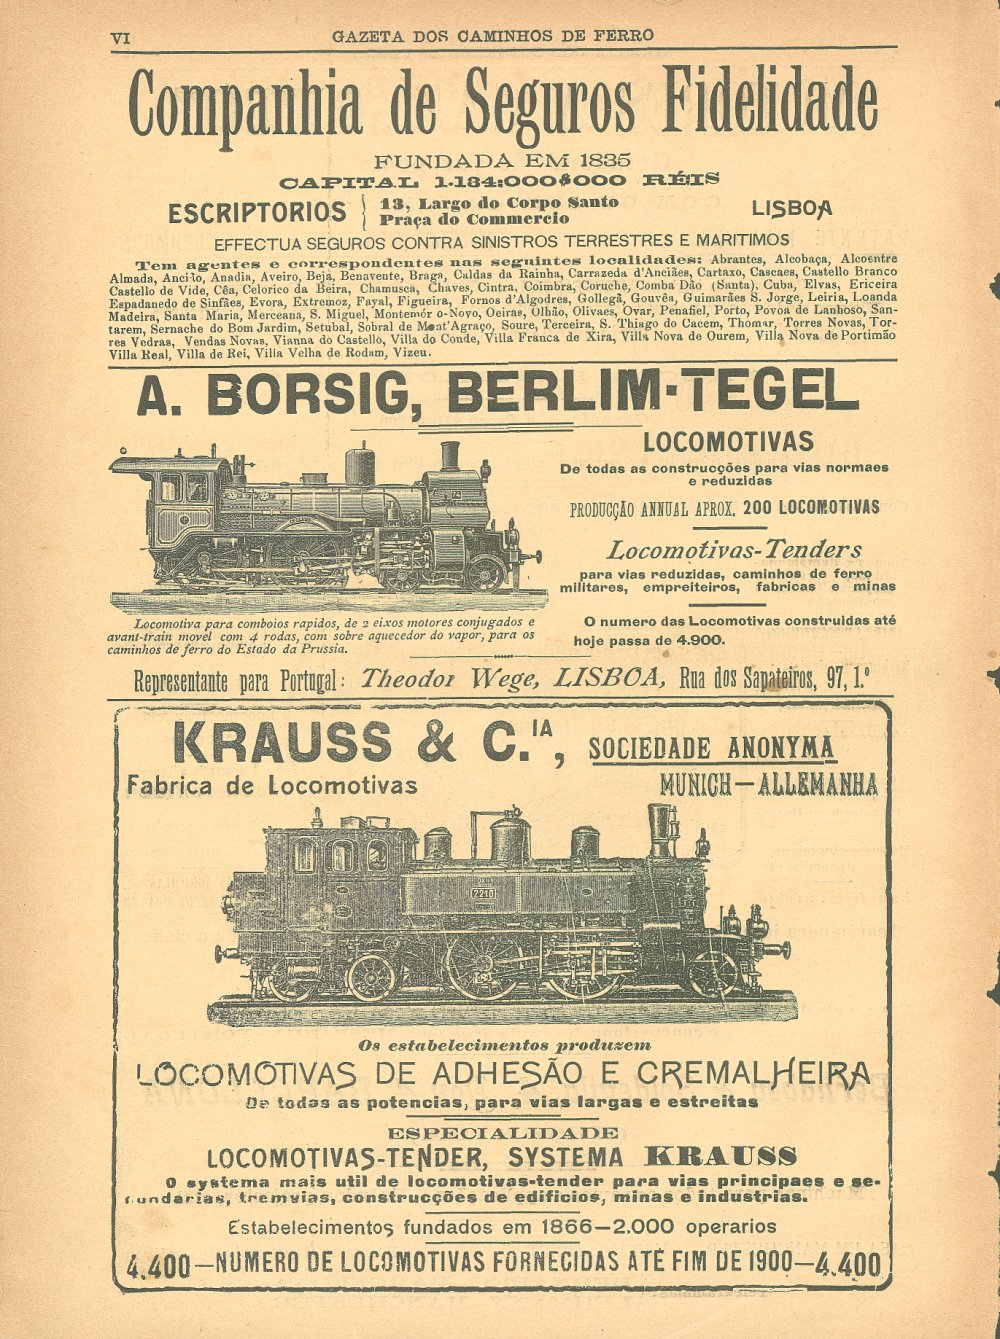 VI
GAZETA DOS CAMINHOS DE FERRO
Companhia de Seguros Fidelidade
FUNDADA EM 1835
CAPITAL 1.184:000$000 RÉIS
ESCRIPTORIOS
13, Largo do Corpo Santo
Praça do Commercio
LISBOA
EFFECTUA SEGUROS CONTRA SINISTROS TERRESTRES E MARITIMOS
Tem agentes e correspondentes nas seguintes localidades: Abrantes, Alcobaça, Alcoentre
Almada, Ancião, Anadia, Aveiro, Beja, Benavente, Braga, Caldas da Rainha, Carrazeda d'Anciães, Cartaxo, Cascaes, Castello Branco
Castello de Vide, Cêa, Celorico da Beira, Chamusca, Chaves, Cintra, Coimbra, Coruche, Comba Dão (Santa), Cuba, Elvas, Ericeira
Espadanedo de Sinfães, Evora, Extremoz, Fayal, Figueira, Fornos d'Algodres, Gollegã, Gouvêa, Guimarães S. Jorge, Leiria, Loanda
Madeira, Santa Maria, Merceana, S. Miguel, Montemór o-Novo, Oeiras, Olhão, Olivaes, Ovar, Penafiel, Porto, Povoa de Lanhoso, San-
tarem, Sernache do Bom Jardim, Setubal, Sobral de Mont'Agraço, Soure, Terceira, S. Thiago do Cacem, Thomar, Torres Novas, Tor-
res Vedras, Vendas Novas, Vianna do Castello, Villa do Conde, Villa Franca de Xira, Villa Nova de Ourem, Villa Nova de Portimão
Villa Real, Villa de Rei, Villa Velha de Rodam, Vizeu.
A. BORSIG, BERLIM-TEGEL
LOCOMOTIVAS
De todas as construcções para vias normaes
e reduzidas
PRODUCÇÃO ANNUAL APROX. 200 LOCOMOTIVAS
Locomotivas-Tenders
para vias reduzidas, caminhos de ferro
militares, empreiteiros, fabricas e minas
O numero das Locomotivas construidas até
hoje passa de 4.900.
74
Locomotiva para comboios rapidos, de 2 eixos motores conjugados e
avant-train movel com 4 rodas, com sobre aquecedor do vapor, para os
caminhos de ferro do Estado da Prussia.
Representante para Portugal: Theodor Wege, LISBOA, Rua dos Sapateiros, 97, 1.º
KRAUSS & C.IA, SOCIEDADE ANONYMA
Fabrica de Locomotivas
MUNICH—ALLEMANHA
2210
Os estabelecimentos produzem
LOCOMOTIVAS DE ADHESÃO E CREMALHEIRA
De todas as potencias, para vias largas e estreitas
ESPECIALIDADE
LOCOMOTIVAS-TENDER, SYSTEMA KRAUSS
O systema mais util de locomotivas-tender para vias principaes e se-
cundarias, tremvias, construcções de edificios, minas e industrias.
Estabelecimentos fundados em 1866—2.000 operarios
4.400—NUMERO DE LOCOMOTIVAS FORNECIDAS ATÉ FIM DE 1900—4.400